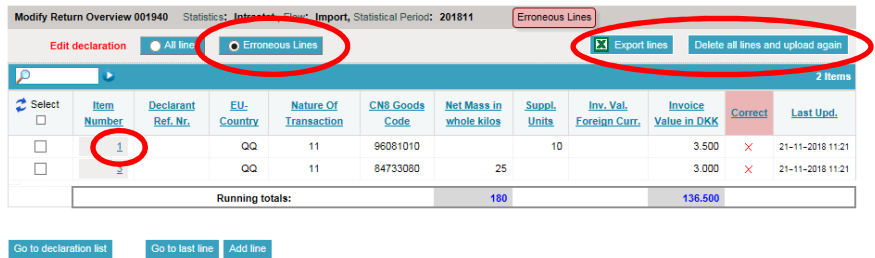 Modify Return Overview 001940 Statistics: Intrastat, Flow: Import, Statistical Period: 201811 Erroneous Lines
Edit declaration All lines Erroneous Lines Export lines Delete all lines and upload again
2 Items
Select Item Number Declarant Ref. Nr. EU-Country Nature Of Transaction CN8 Goods Code Net Mass in whole kilos Suppl. Units Inv. Val. Foreign Curr. Invoice Value in DKK Correct Last Upd.
1 QQ 11 96081010 10 3.500 21-11-2018 11:21
3 QQ 11 84733080 25 3.000 21-11-2018 11:21
Running totals: 180 136.500
Go to declaration list Go to last line Add line